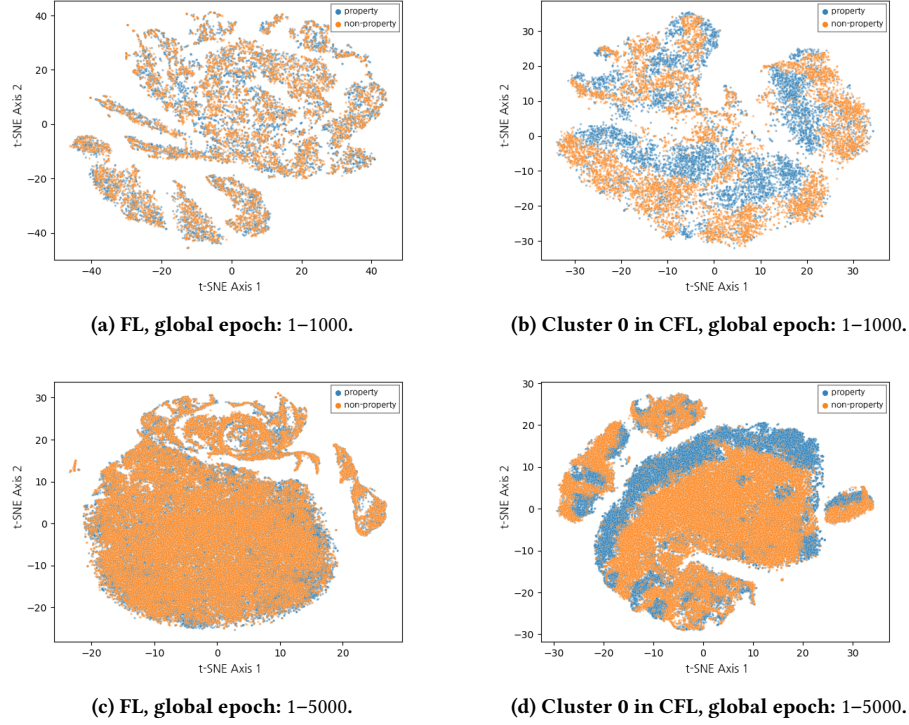 property
non-property
40
20
0
−20
−40
t-SNE Axis 2
−40
−20
0
20
40
t-SNE Axis 1
(a) FL, global epoch: 1–1000.
property
non-property
30
20
10
0
−10
−20
−30
t-SNE Axis 2
−30
−20
−10
0
10
20
30
t-SNE Axis 1
(b) Cluster 0 in CFL, global epoch: 1–1000.
property
non-property
30
20
10
0
−10
−20
t-SNE Axis 2
−20
−10
0
10
20
t-SNE Axis 1
(c) FL, global epoch: 1–5000.
property
non-property
30
20
10
0
−10
−20
−30
t-SNE Axis 2
−30
−20
−10
0
10
20
30
t-SNE Axis 1
(d) Cluster 0 in CFL, global epoch: 1–5000.